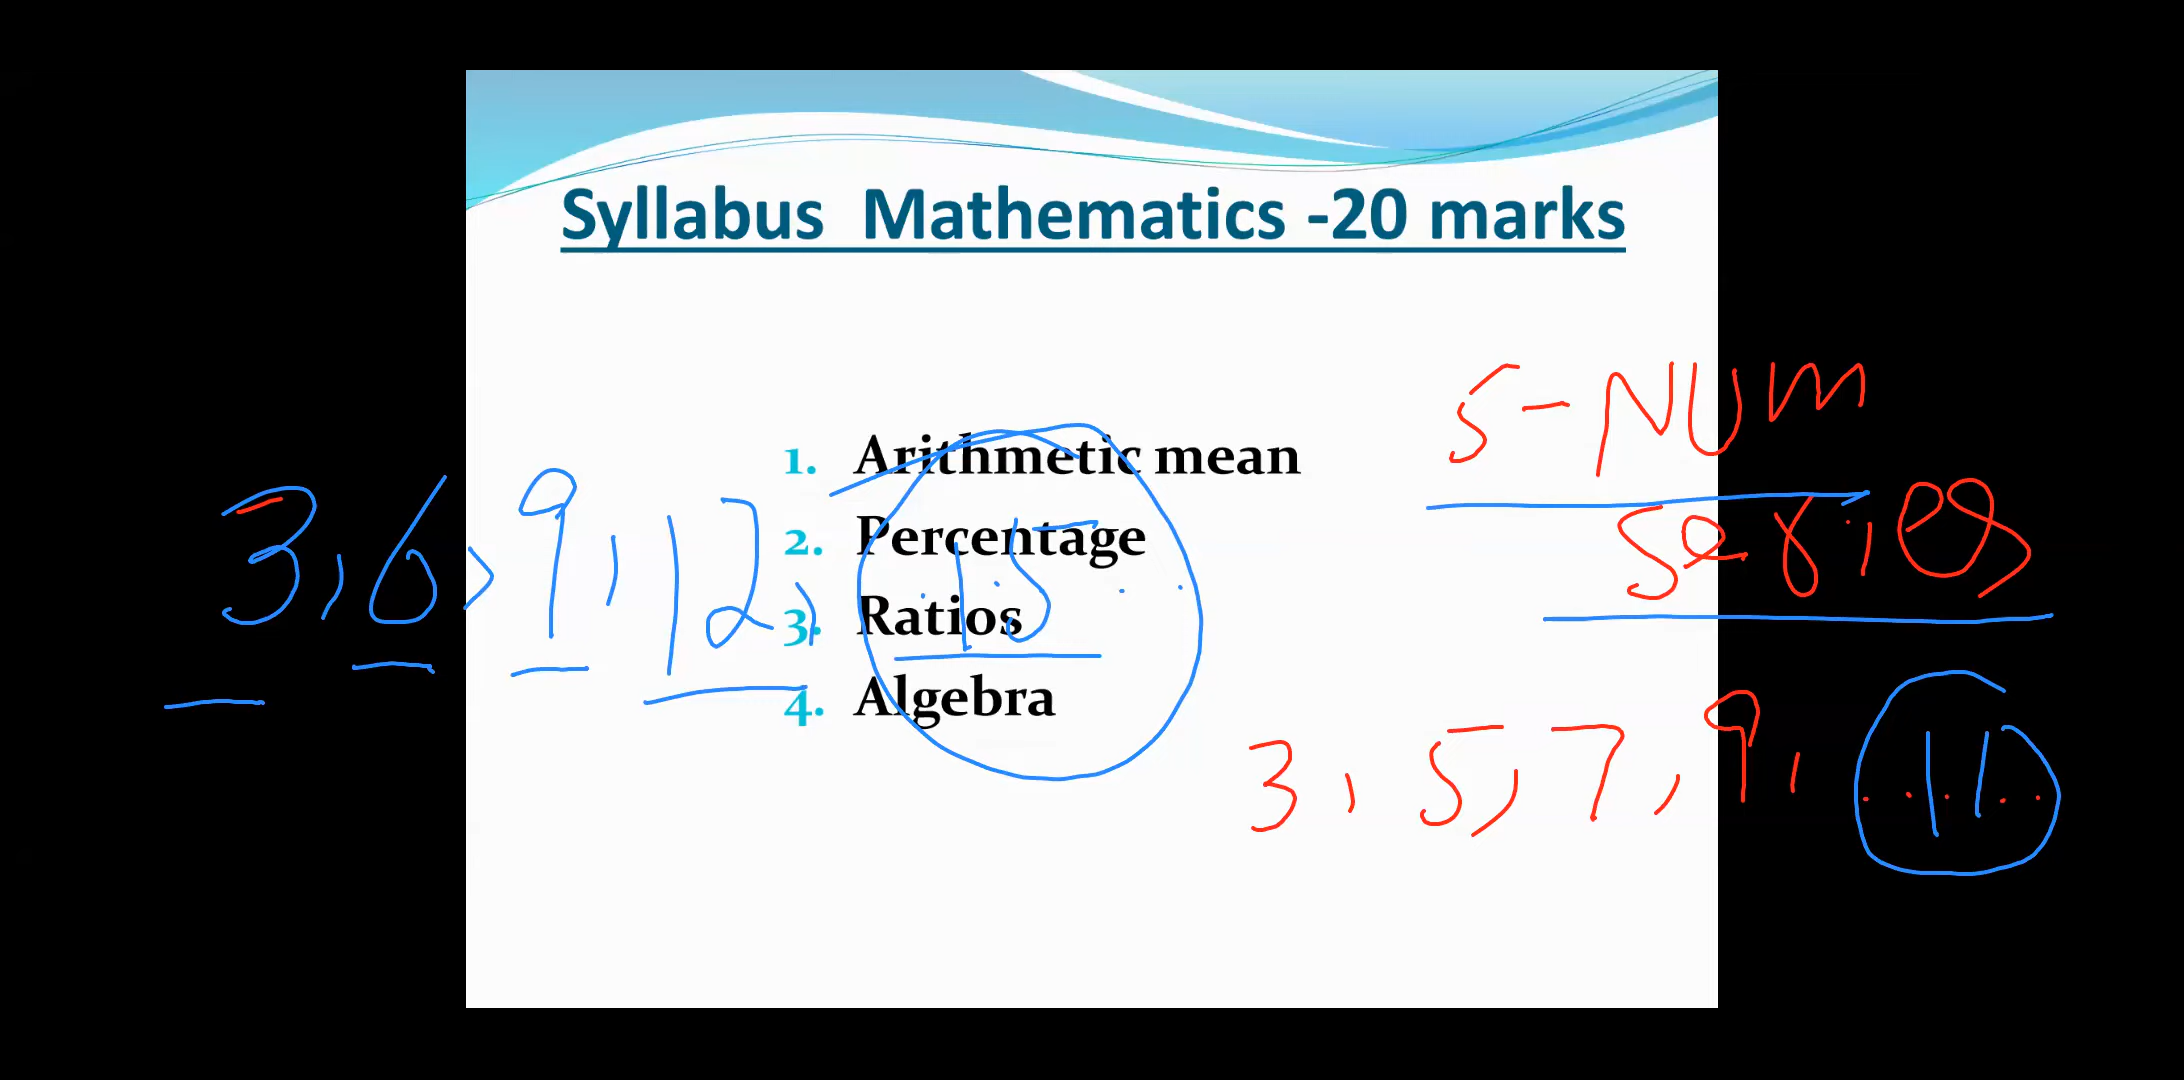 Syllabus Mathematics -20 marks
1. Arithmetic mean
2. Percentage
3. Ratios
4. Algebra
5-NUM
series
3, 6, 9, 12, 15
3, 5, 7, 9, 11